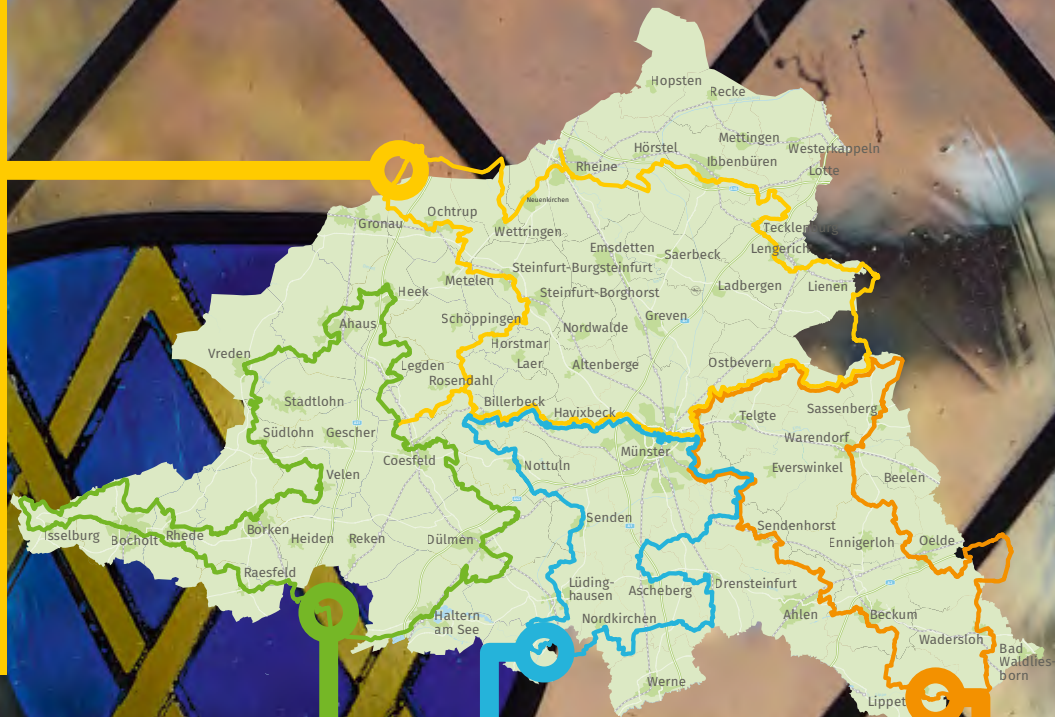 Hopsten
Recke
Mettingen
Westerkappeln
Hörstel
Ibbenbüren
Rheine
Lotte
Neuenkirchen
Ochtrup
Gronau
Wettringen
Tecklenburg
Emsdetten
Saerbeck
Lengerich
Steinfurt-Burgsteinfurt
Metelen
Ladbergen
Lienen
Heek
Steinfurt-Borghorst
Schöppingen
Greven
Ahaus
Nordwalde
Horstmar
Vreden
Legden
Laer
Altenberge
Ostbevern
Rosendahl
Stadtlohn
Billerbeck
Havixbeck
Telgte
Sassenberg
Südlohn
Gescher
Warendorf
Coesfeld
Münster
Nottuln
Everswinkel
Velen
Beelen
Senden
Sendenhorst
Isselburg
Bocholt
Rhede
Borken
Heiden
Reken
Dülmen
Ennigerloh
Oelde
Raesfeld
Lüding-
hausen
Ascheberg
Drensteinfurt
Haltern
am See
Nordkirchen
Ahlen
Beckum
Wadersloh
Bad
Waldlies-
born
Werne
Lippet